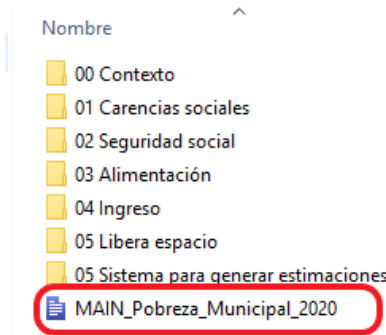 Nombre
00 Contexto
01 Carencias sociales
02 Seguridad social
03 Alimentación
04 Ingreso
05 Libera espacio
05 Sistema para generar estimaciones
MAIN_Pobreza_Municipal_2020